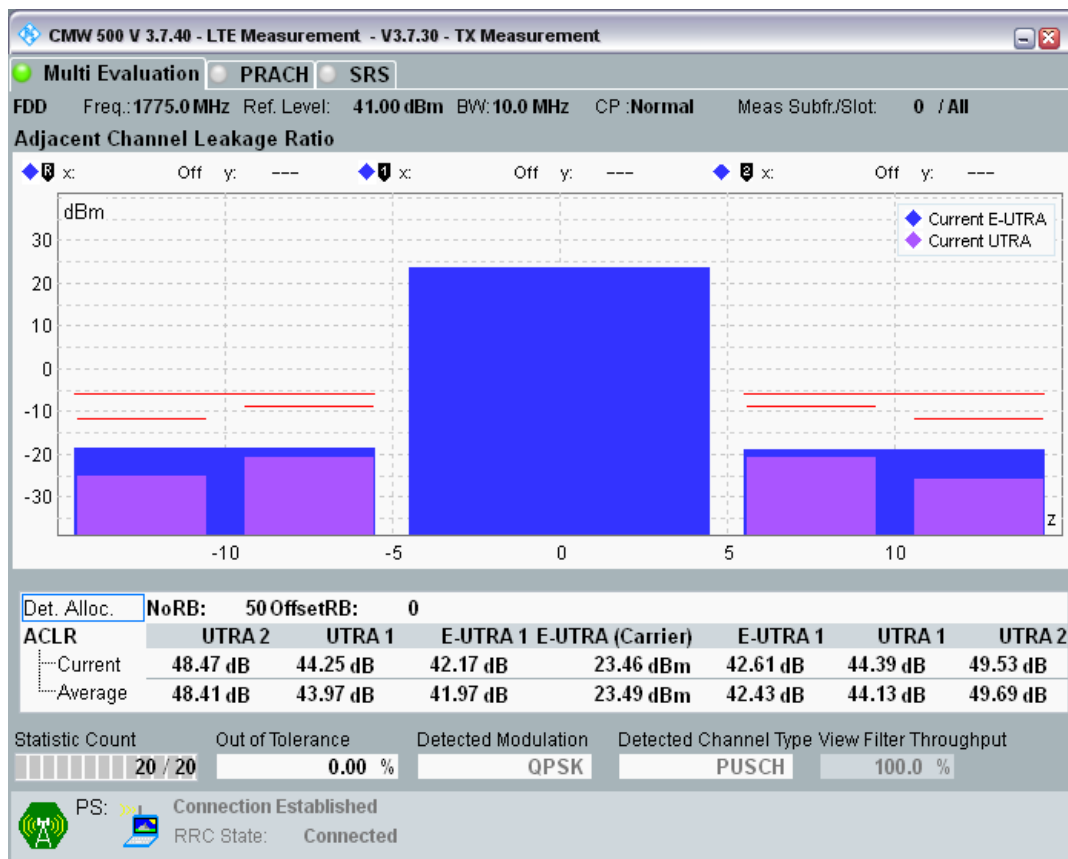 CMW 500 V 3.7.40 - LTE Measurement - V3.7.30 - TX Measurement
Multi Evaluation PRACH SRS
FDD Freq.:1775.0 MHz Ref. Level: 41.00 dBm BW:10.0 MHz CP :Normal Meas Subfr./Slot: 0 / All
Adjacent Channel Leakage Ratio
R x: Off y: --- 1 x: Off y: --- 2 x: Off y: ---
dBm
Current E-UTRA
Current UTRA
30
20
10
0
-10
-20
-30
z
-10 -5 0 5 10
Det. Alloc. NoRB: 50 OffsetRB: 0
ACLR UTRA 2 UTRA 1 E-UTRA 1 E-UTRA (Carrier) E-UTRA 1 UTRA 1 UTRA 2
Current 48.47 dB 44.25 dB 42.17 dB 23.46 dBm 42.61 dB 44.39 dB 49.53 dB
Average 48.41 dB 43.97 dB 41.97 dB 23.49 dBm 42.43 dB 44.13 dB 49.69 dB
Statistic Count Out of Tolerance Detected Modulation Detected Channel Type View Filter Throughput
20 / 20 0.00 % QPSK PUSCH 100.0 %
PS: Connection Established
RRC State: Connected